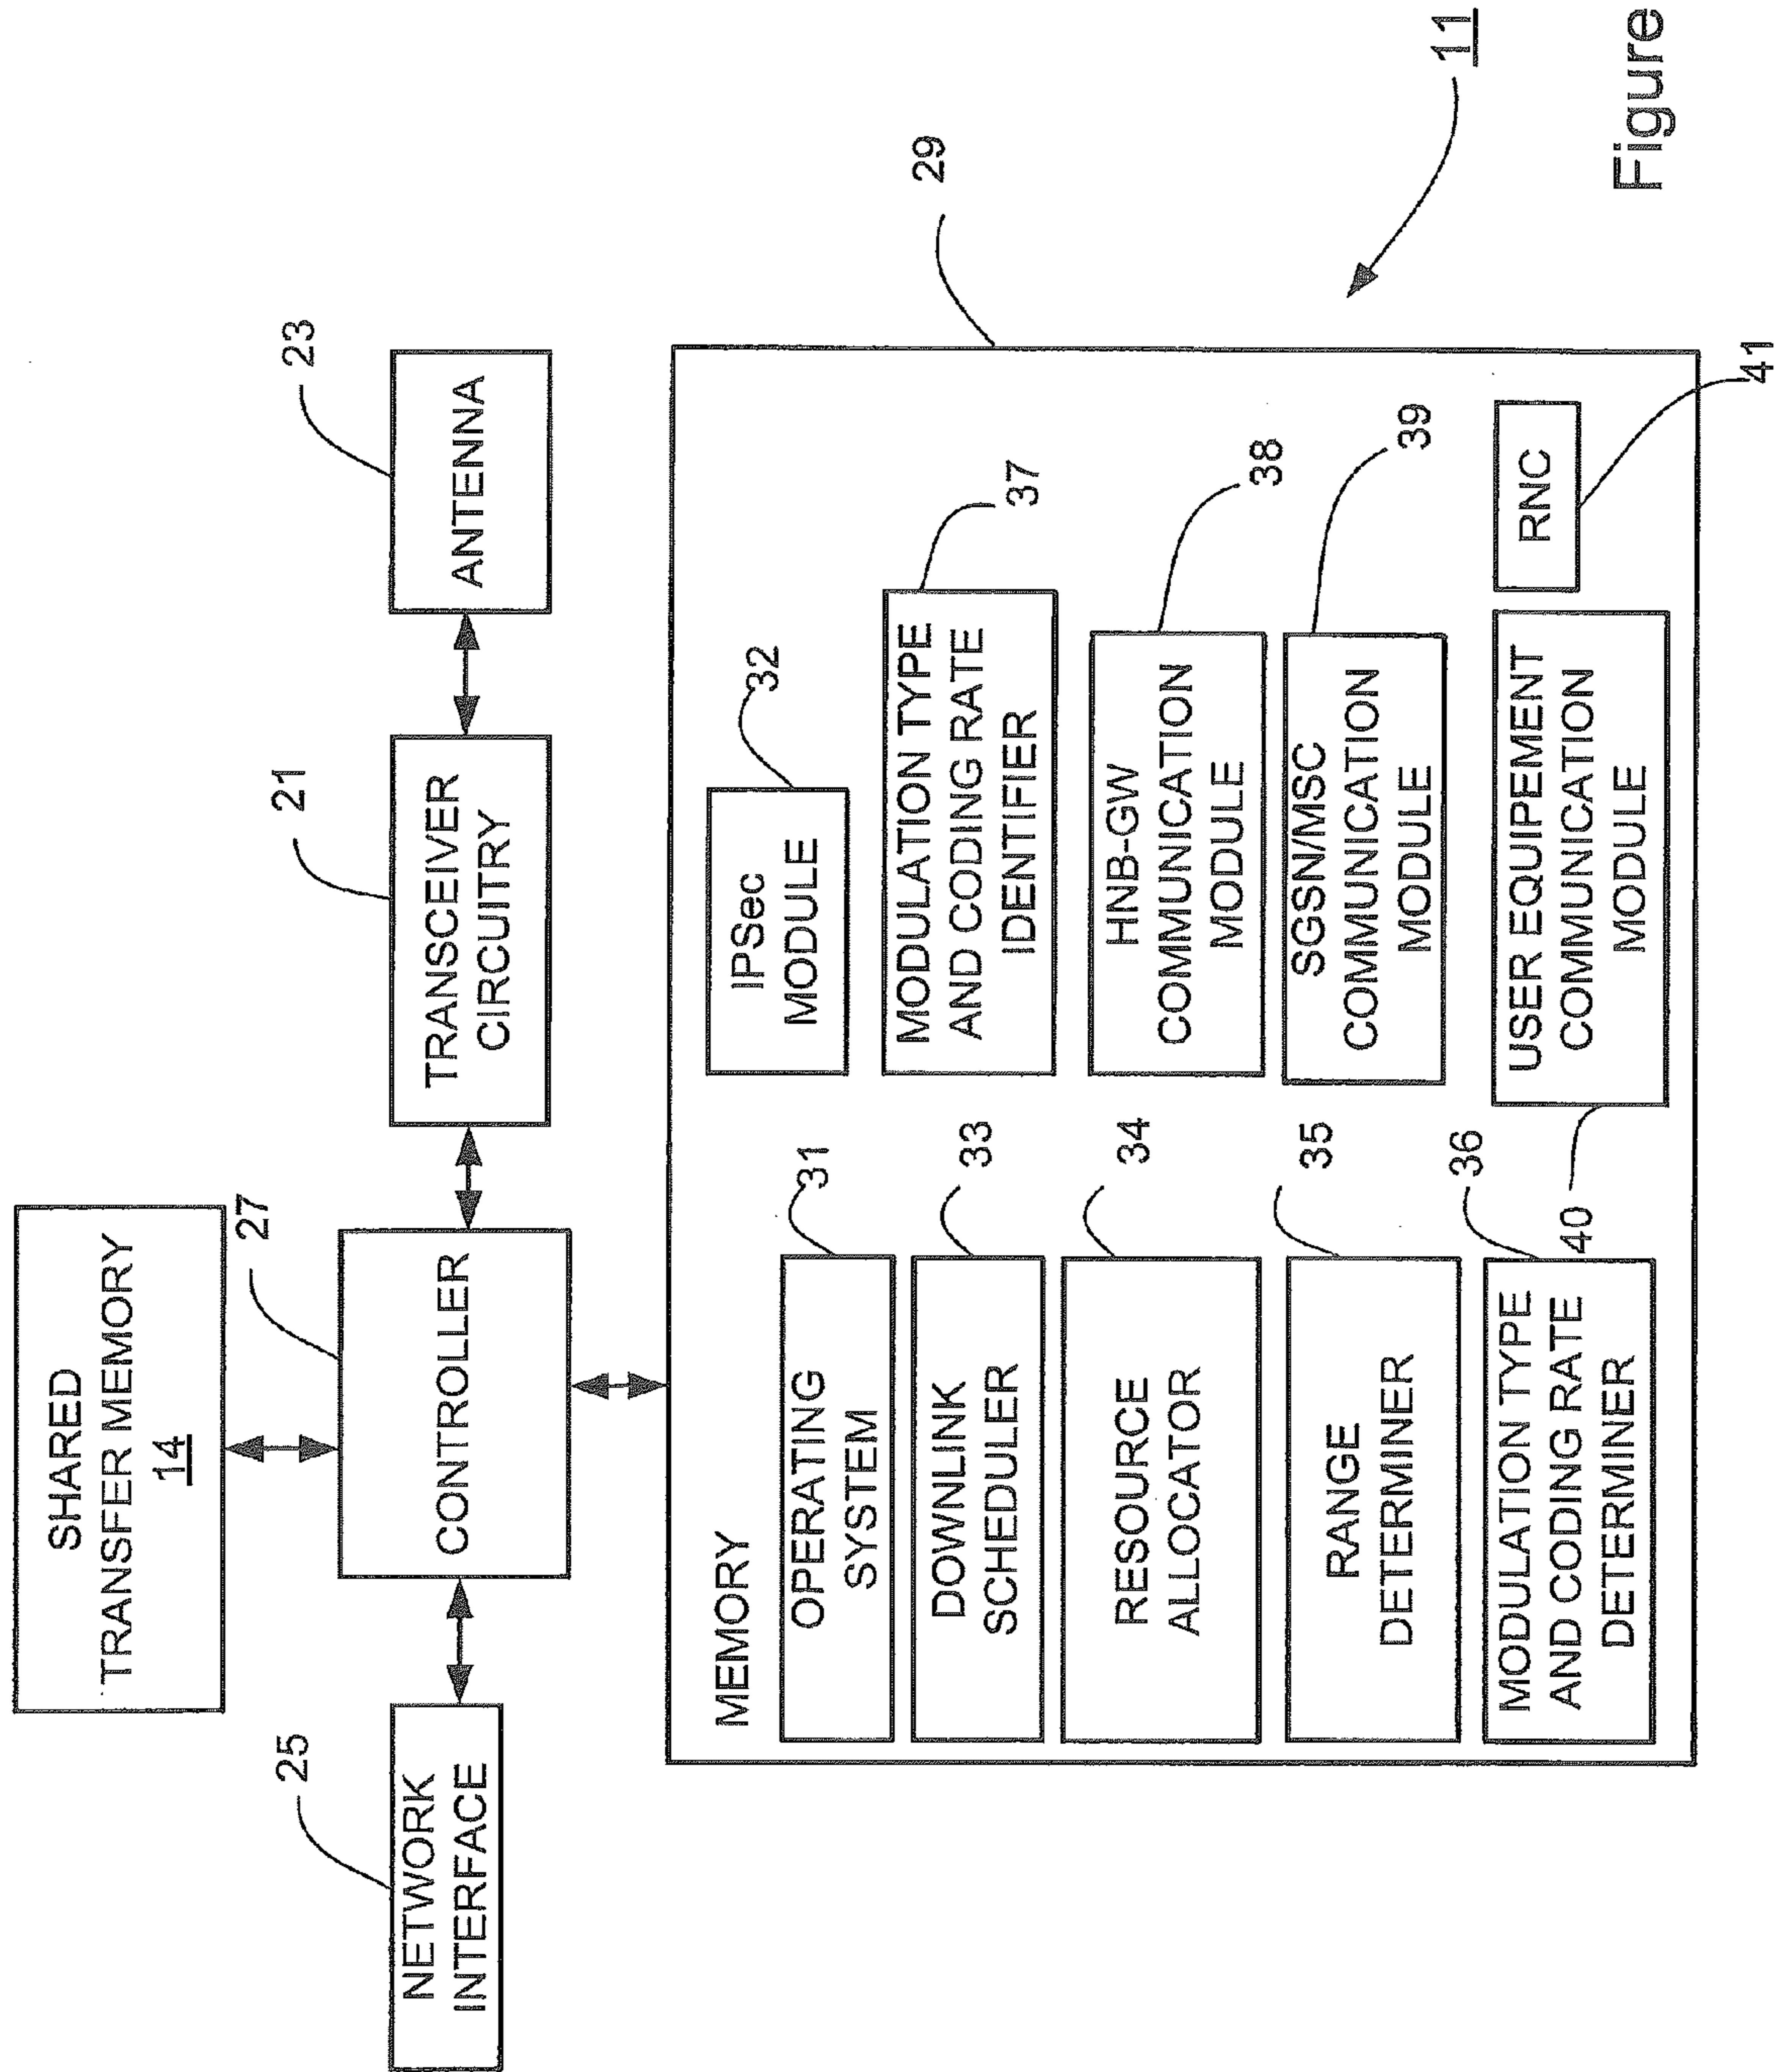 SHARED
TRANSFER MEMORY
14
25
27
21
23
NETWORK
INTERFACE
CONTROLLER
TRANSCEIVER
CIRCUITRY
ANTENNA
29
MEMORY
OPERATING
SYSTEM
31
IPSec
MODULE
32
DOWNLINK
SCHEDULER
33
MODULATION TYPE
AND CODING RATE
IDENTIFIER
37
RESOURCE
ALLOCATOR
34
HNB-GW
COMMUNICATION
MODULE
38
RANGE
DETERMINER
35
SGSN/MSC
COMMUNICATION
MODULE
39
MODULATION TYPE
AND CODING RATE
DETERMINER
36
40
USER EQUIPEMENT
COMMUNICATION
MODULE
RNC
41
11
Figure